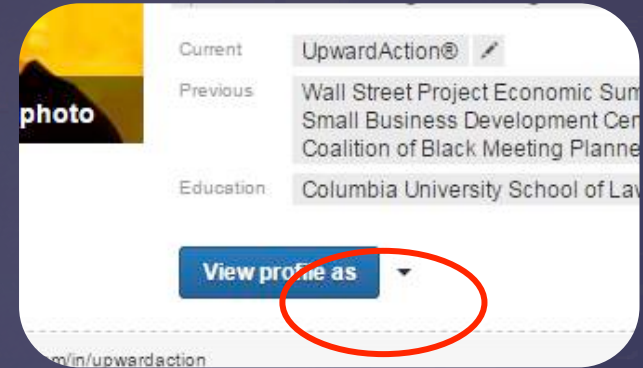 Current UpwardAction®
photo
Previous Wall Street Project Economic Sum
Small Business Development Cen
Coalition of Black Meeting Planne
Education Columbia University School of Law
View profile as
m/in/upwardaction